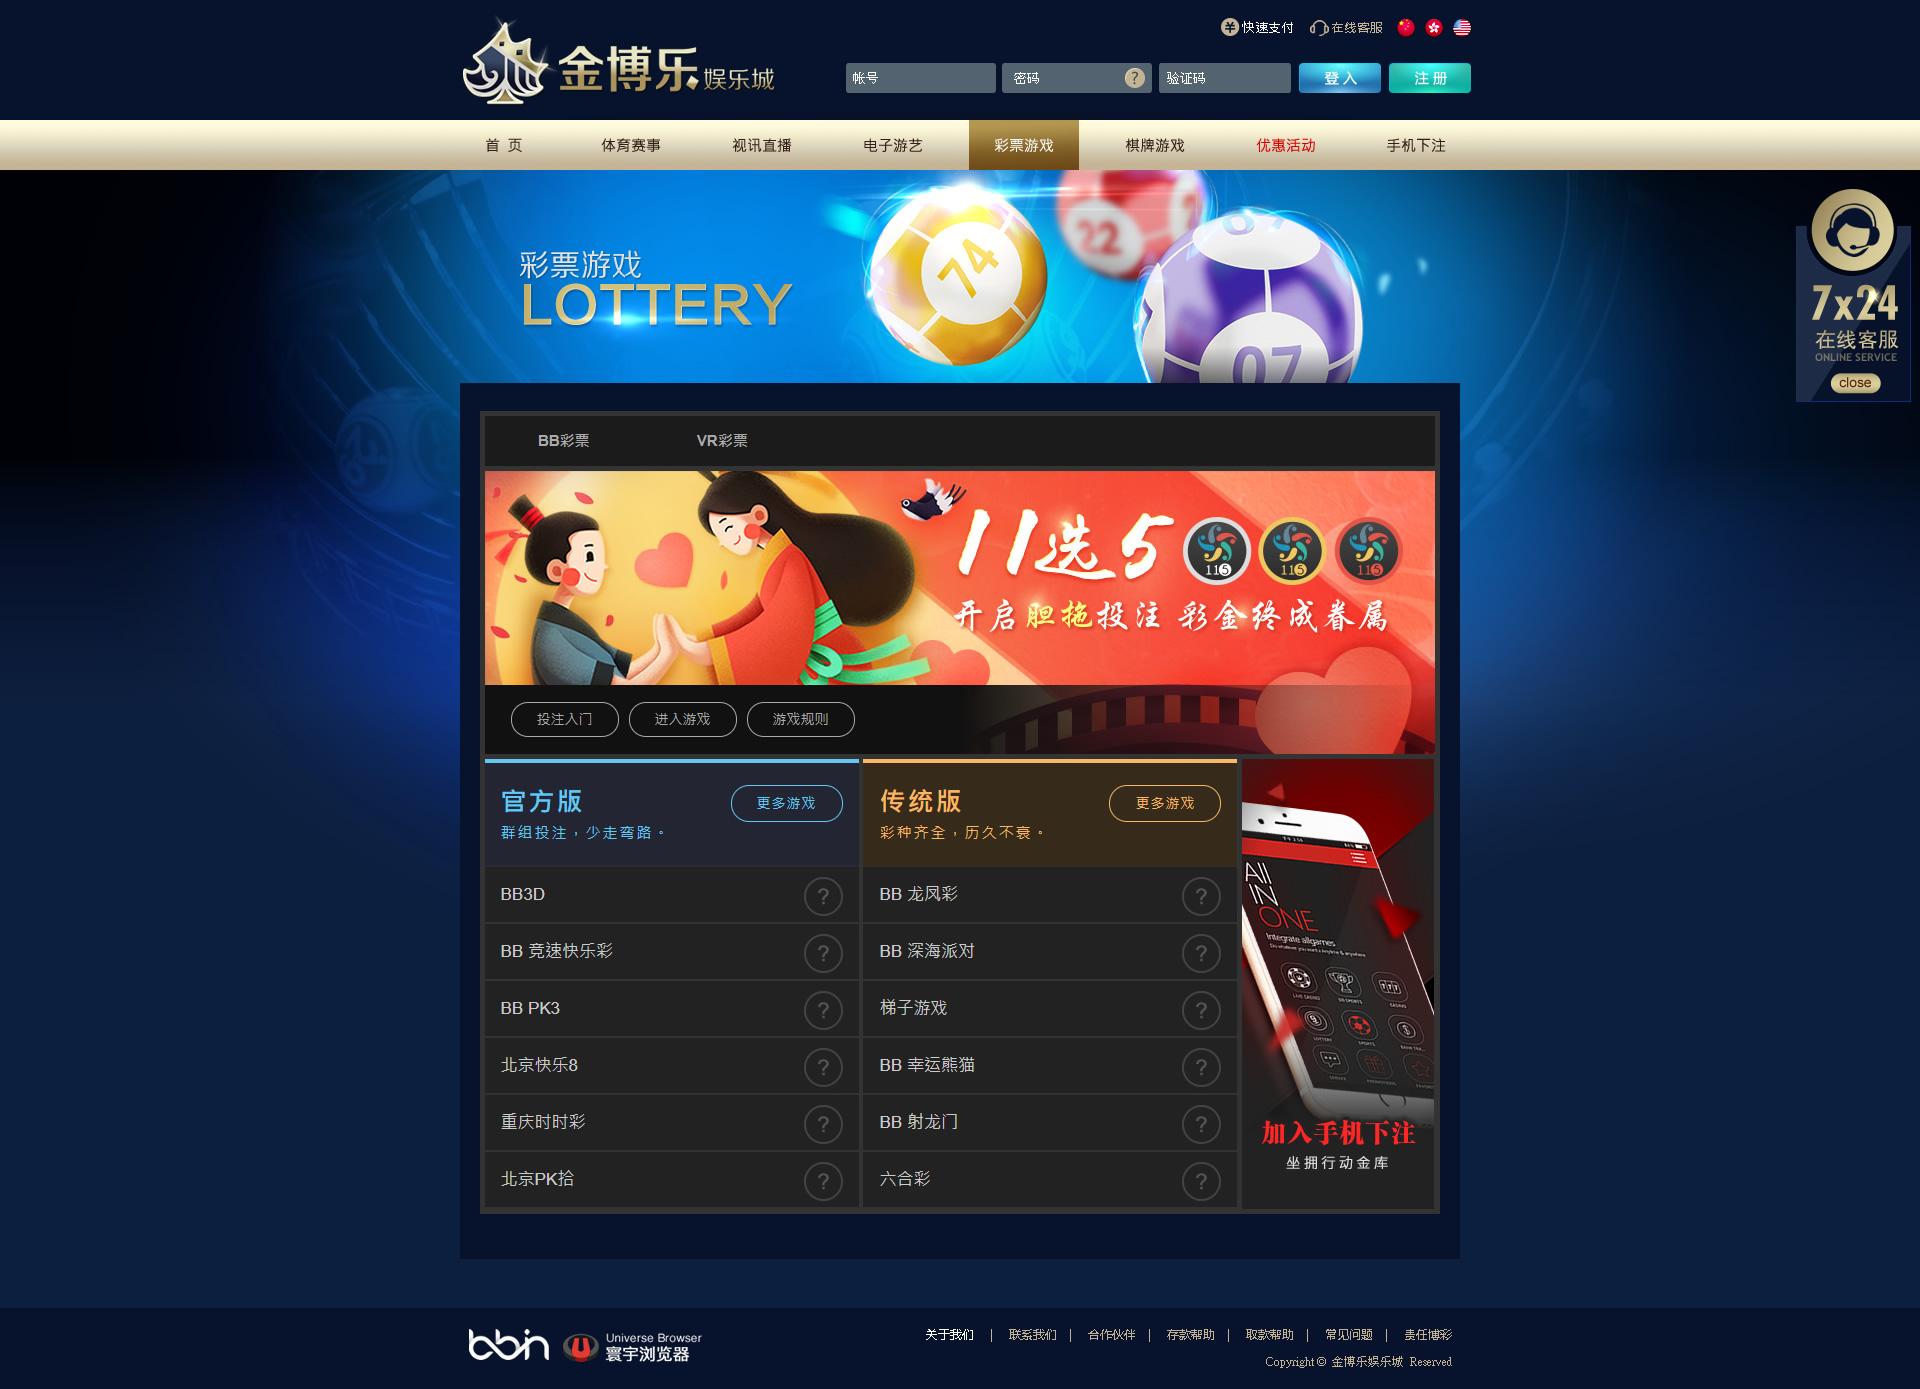 金博乐娱乐城
快速支付 在线客服
帐号 密码 ? 验证码 登入 注册
首 页 体育赛事 视讯直播 电子游艺 彩票游戏 棋牌游戏 优惠活动 手机下注
彩票游戏
LOTTERY
74
22
07
07
7x24
在线客服
ONLINE SERVICE
close
BB彩票 VR彩票
11选5
115 115 115
开启胆拖投注 彩金终成眷属
投注入门 进入游戏 游戏规则
官方版 更多游戏
群组投注,少走弯路。
传统版 更多游戏
彩种齐全,历久不衰。
BB3D ?
BB 竞速快乐彩 ?
BB PK3 ?
北京快乐8 ?
重庆时时彩 ?
北京PK拾 ?
BB 龙凤彩 ?
BB 深海派对 ?
梯子游戏 ?
BB 幸运熊猫 ?
BB 射龙门 ?
六合彩 ?
All
IN
ONE
Integrate allgames
LIVE CASINO BB SPORTS CASINO
LOTTERY SPORTS
加入手机下注
坐拥行动金库
bbin
Universe Browser
寰宇浏览器
关于我们 | 联系我们 | 合作伙伴 | 存款帮助 | 取款帮助 | 常见问题 | 责任博彩
Copyright © 金博乐娱乐城 Reserved